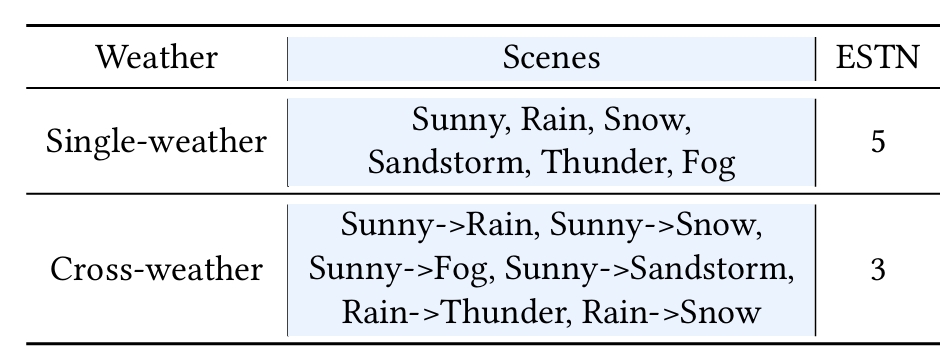 Weather Scenes ESTN
Single-weather
Sunny, Rain, Snow,
Sandstorm, Thunder, Fog
5
Cross-weather
Sunny->Rain, Sunny->Snow,
Sunny->Fog, Sunny->Sandstorm,
Rain->Thunder, Rain->Snow
3